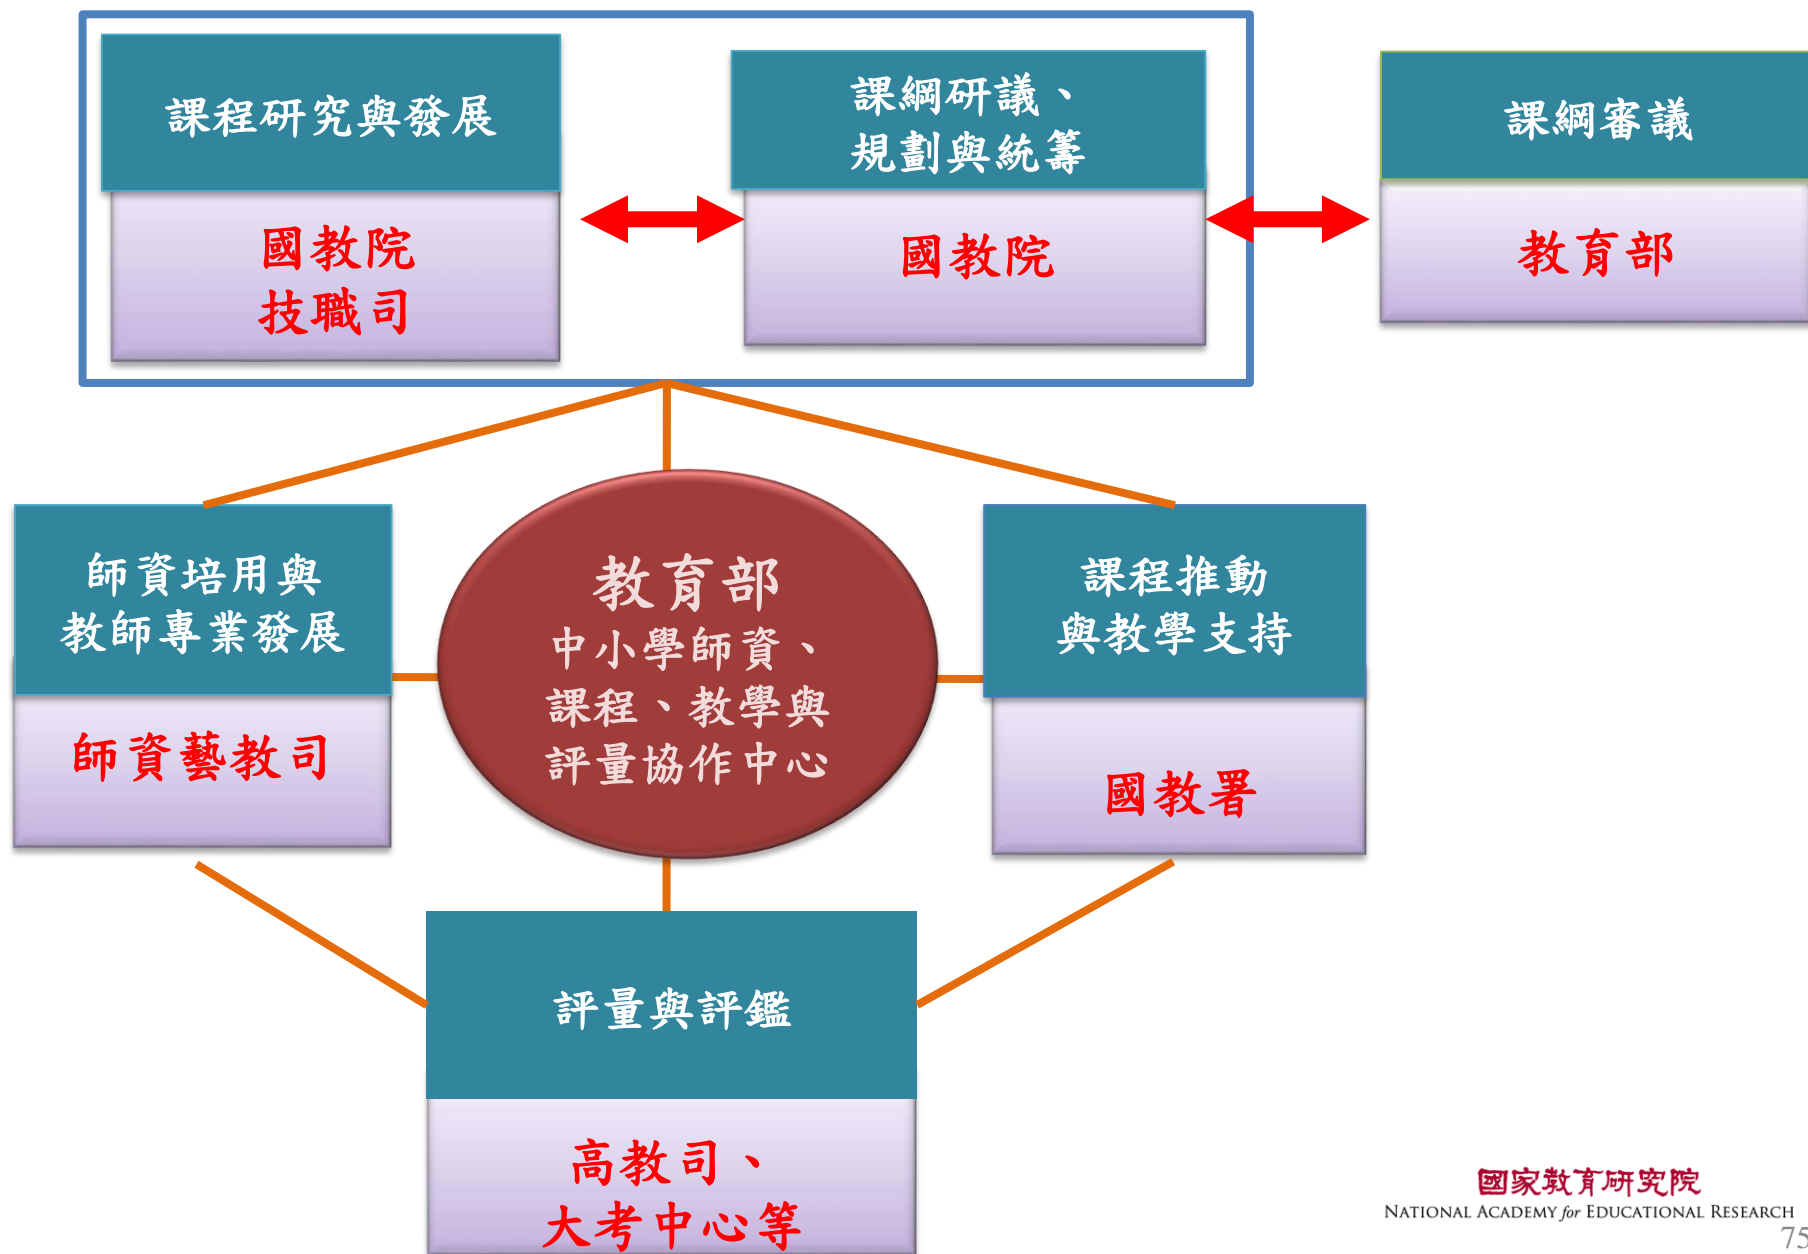 課程研究與發展
國教院
技職司
課綱研議、
規劃與統籌
國教院
課綱審議
教育部
師資培用與
教師專業發展
師資藝教司
教育部
中小學師資、
課程、教學與
評量協作中心
課程推動
與教學支持
國教署
評量與評鑑
高教司、
大考中心等
國家教育研究院
NATIONAL ACADEMY for EDUCATIONAL RESEARCH
75